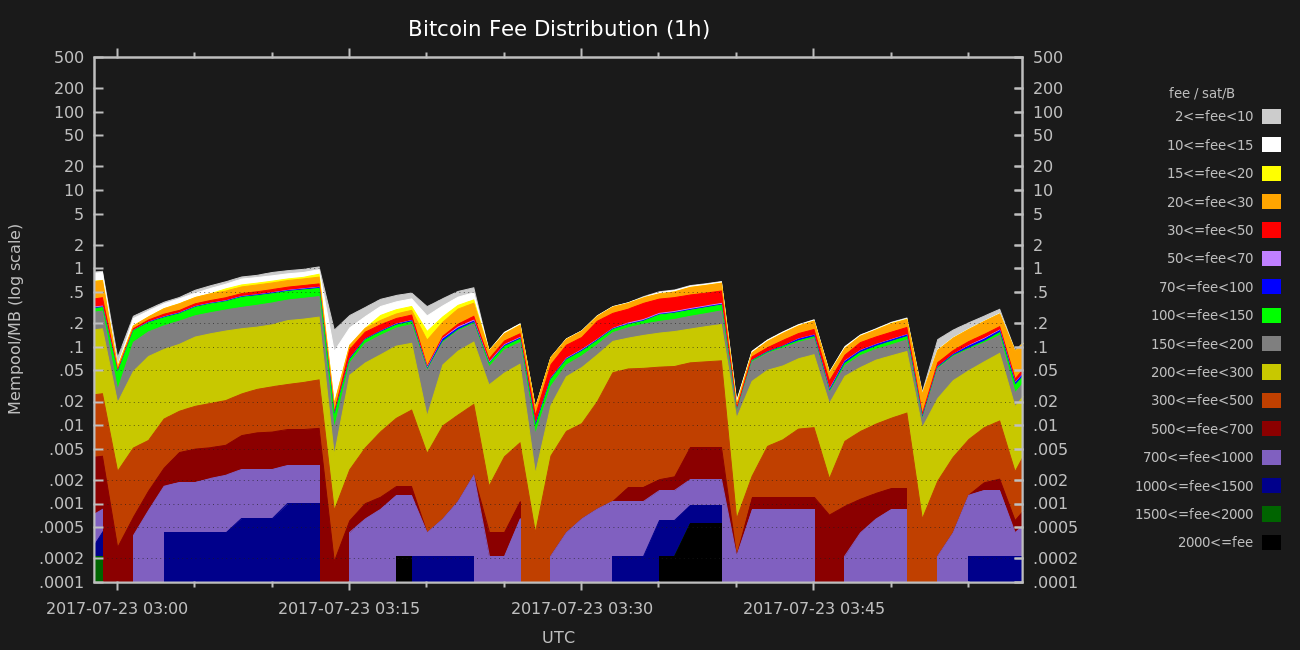 Bitcoin Fee Distribution (1h)
Mempool/MB (log scale)
500
200
100
50
20
10
5
2
1
.5
.2
.1
.05
.02
.01
.005
.002
.001
.0005
.0002
.0001
500
200
100
50
20
10
5
2
1
.5
.2
.1
.05
.02
.01
.005
.002
.001
.0005
.0002
.0001
2017-07-23 03:00
2017-07-23 03:15
2017-07-23 03:30
2017-07-23 03:45
UTC
fee / sat/B
2<=fee<10
10<=fee<15
15<=fee<20
20<=fee<30
30<=fee<50
50<=fee<70
70<=fee<100
100<=fee<150
150<=fee<200
200<=fee<300
300<=fee<500
500<=fee<700
700<=fee<1000
1000<=fee<1500
1500<=fee<2000
2000<=fee